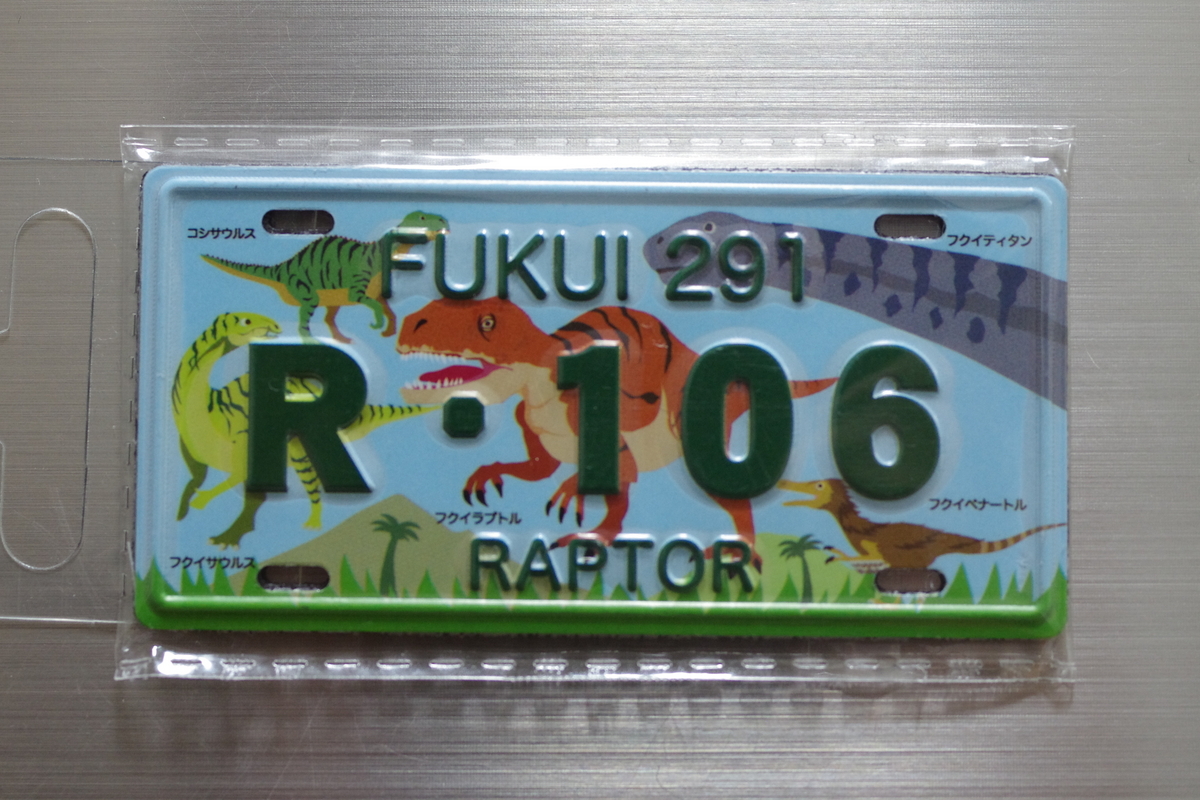 コシサウルス
FUKUI 291
フクイティタン
R・106
フクイラプトル
フクイベナートル
フクイサウルス
RAPTOR